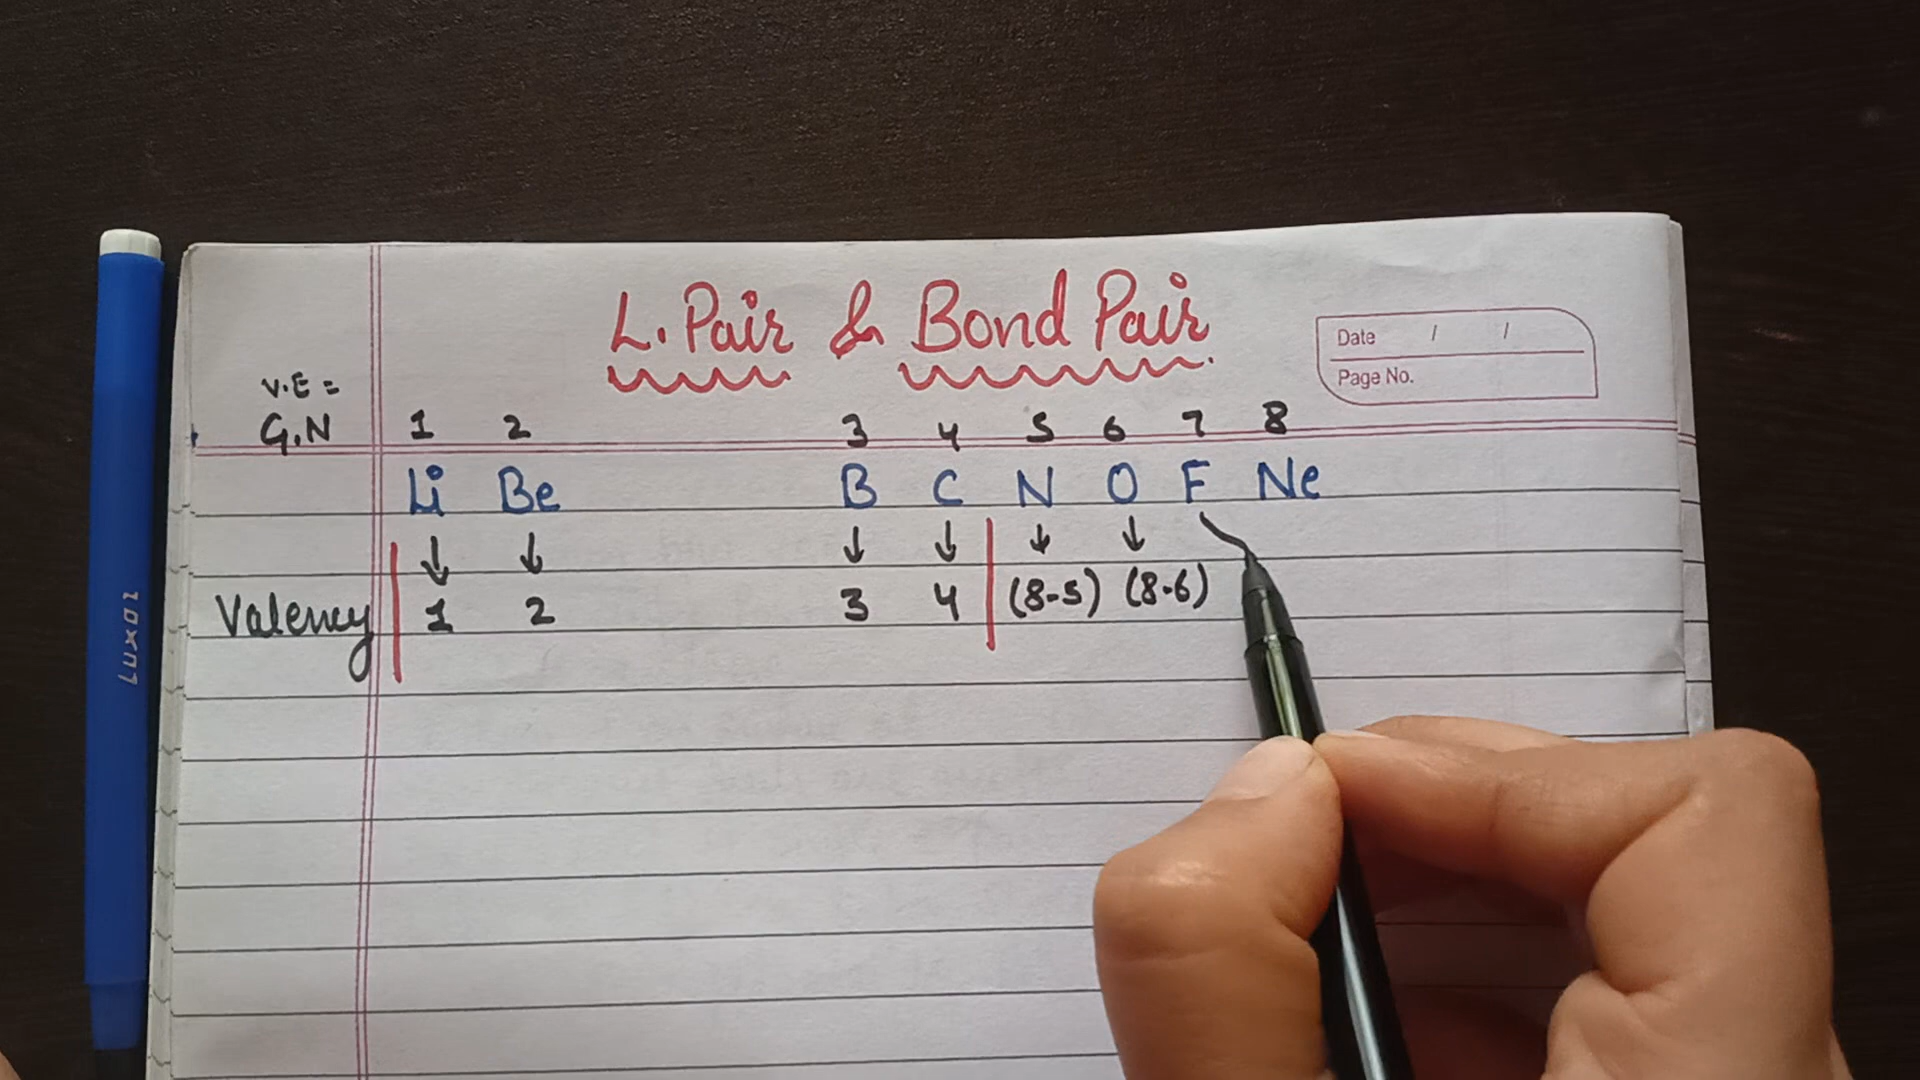 L. Pair & Bond Pair
Date / /
Page No.
V.E =
G.N 1 2 3 4 5 6 7 8
Li Be B C N O F Ne
↓ ↓ ↓ ↓ ↓ ↓
Valency 1 2 3 4 (8-5) (8-6)
LUXOR